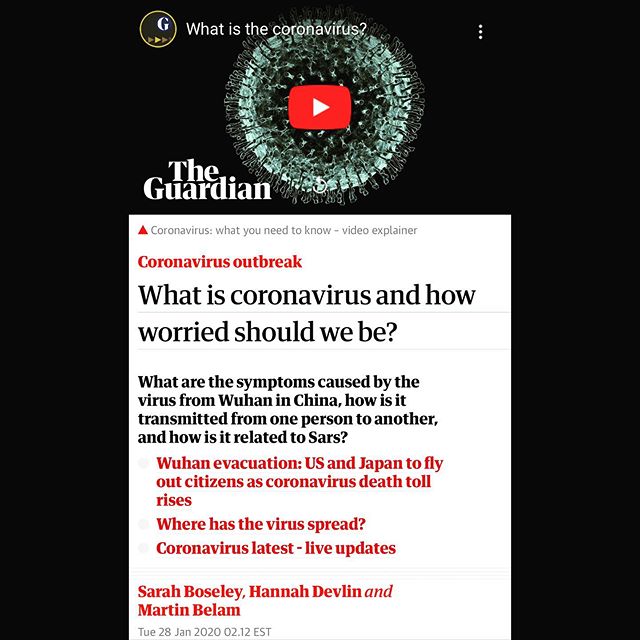 G
What is the coronavirus?
The
Guardian
Coronavirus: what you need to know – video explainer
Coronavirus outbreak
What is coronavirus and how
worried should we be?
What are the symptoms caused by the
virus from Wuhan in China, how is it
transmitted from one person to another,
and how is it related to Sars?
Wuhan evacuation: US and Japan to fly
out citizens as coronavirus death toll
rises
Where has the virus spread?
Coronavirus latest - live updates
Sarah Boseley, Hannah Devlin and
Martin Belam
Tue 28 Jan 2020 02.12 EST